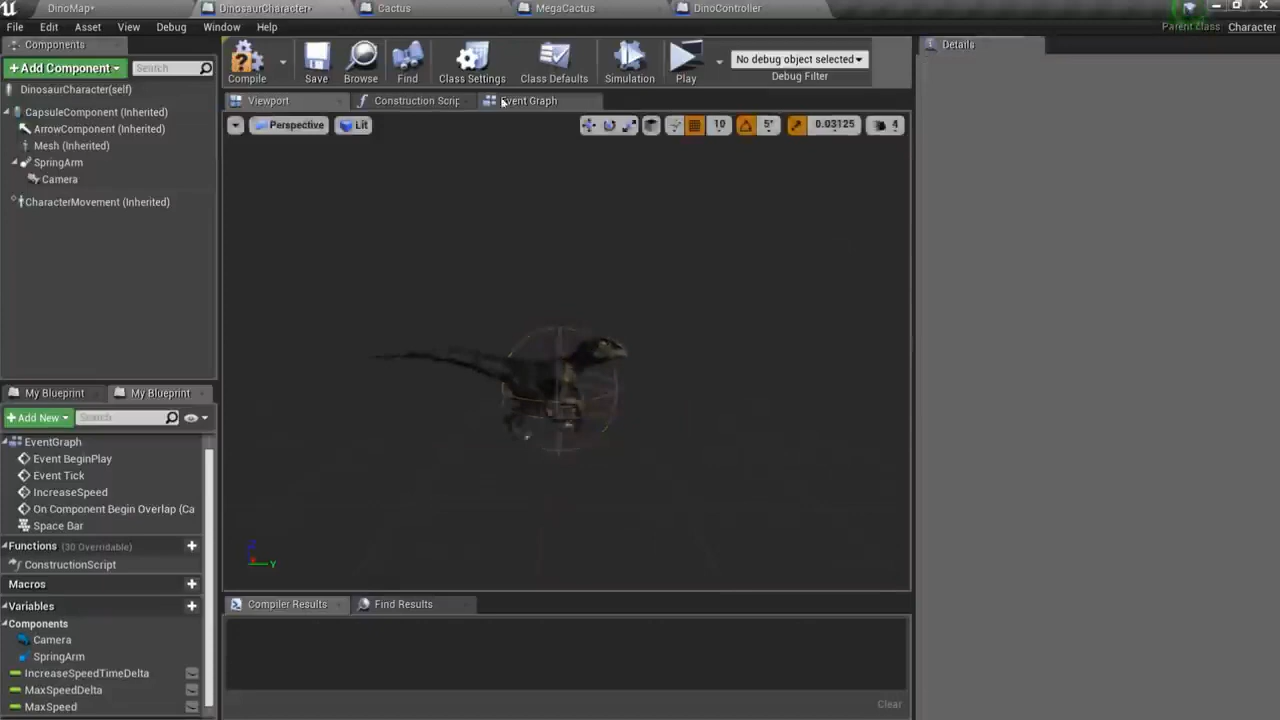 DinoMap*
DinosaurCharacter*
Cactus
MegaCactus
DinoController
File Edit Asset View Debug Window Help
Parent class: Character
Components
+Add Component
Search
DinosaurCharacter(self)
CapsuleComponent (Inherited)
ArrowComponent (Inherited)
Mesh (Inherited)
SpringArm
Camera
CharacterMovement (Inherited)
Compile
Save
Browse
Find
Class Settings
Class Defaults
Simulation
Play
No debug object selected
Debug Filter
Viewport
Construction Scrip
Event Graph
Perspective
Lit
10
5°
0.03125
4
Z
Y
Details
My Blueprint
My Blueprint
+Add New
Search
EventGraph
Event BeginPlay
Event Tick
IncreaseSpeed
On Component Begin Overlap (Ca
Space Bar
Functions (30 Overridable)
ConstructionScript
Macros
Variables
Components
Camera
SpringArm
IncreaseSpeedTimeDelta
MaxSpeedDelta
MaxSpeed
Compiler Results
Find Results
Clear